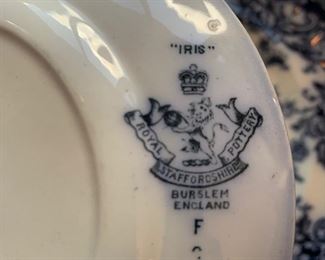 "IRIS"
ROYAL STAFFORDSHIRE POTTERY
BURSLEM
ENGLAND
F